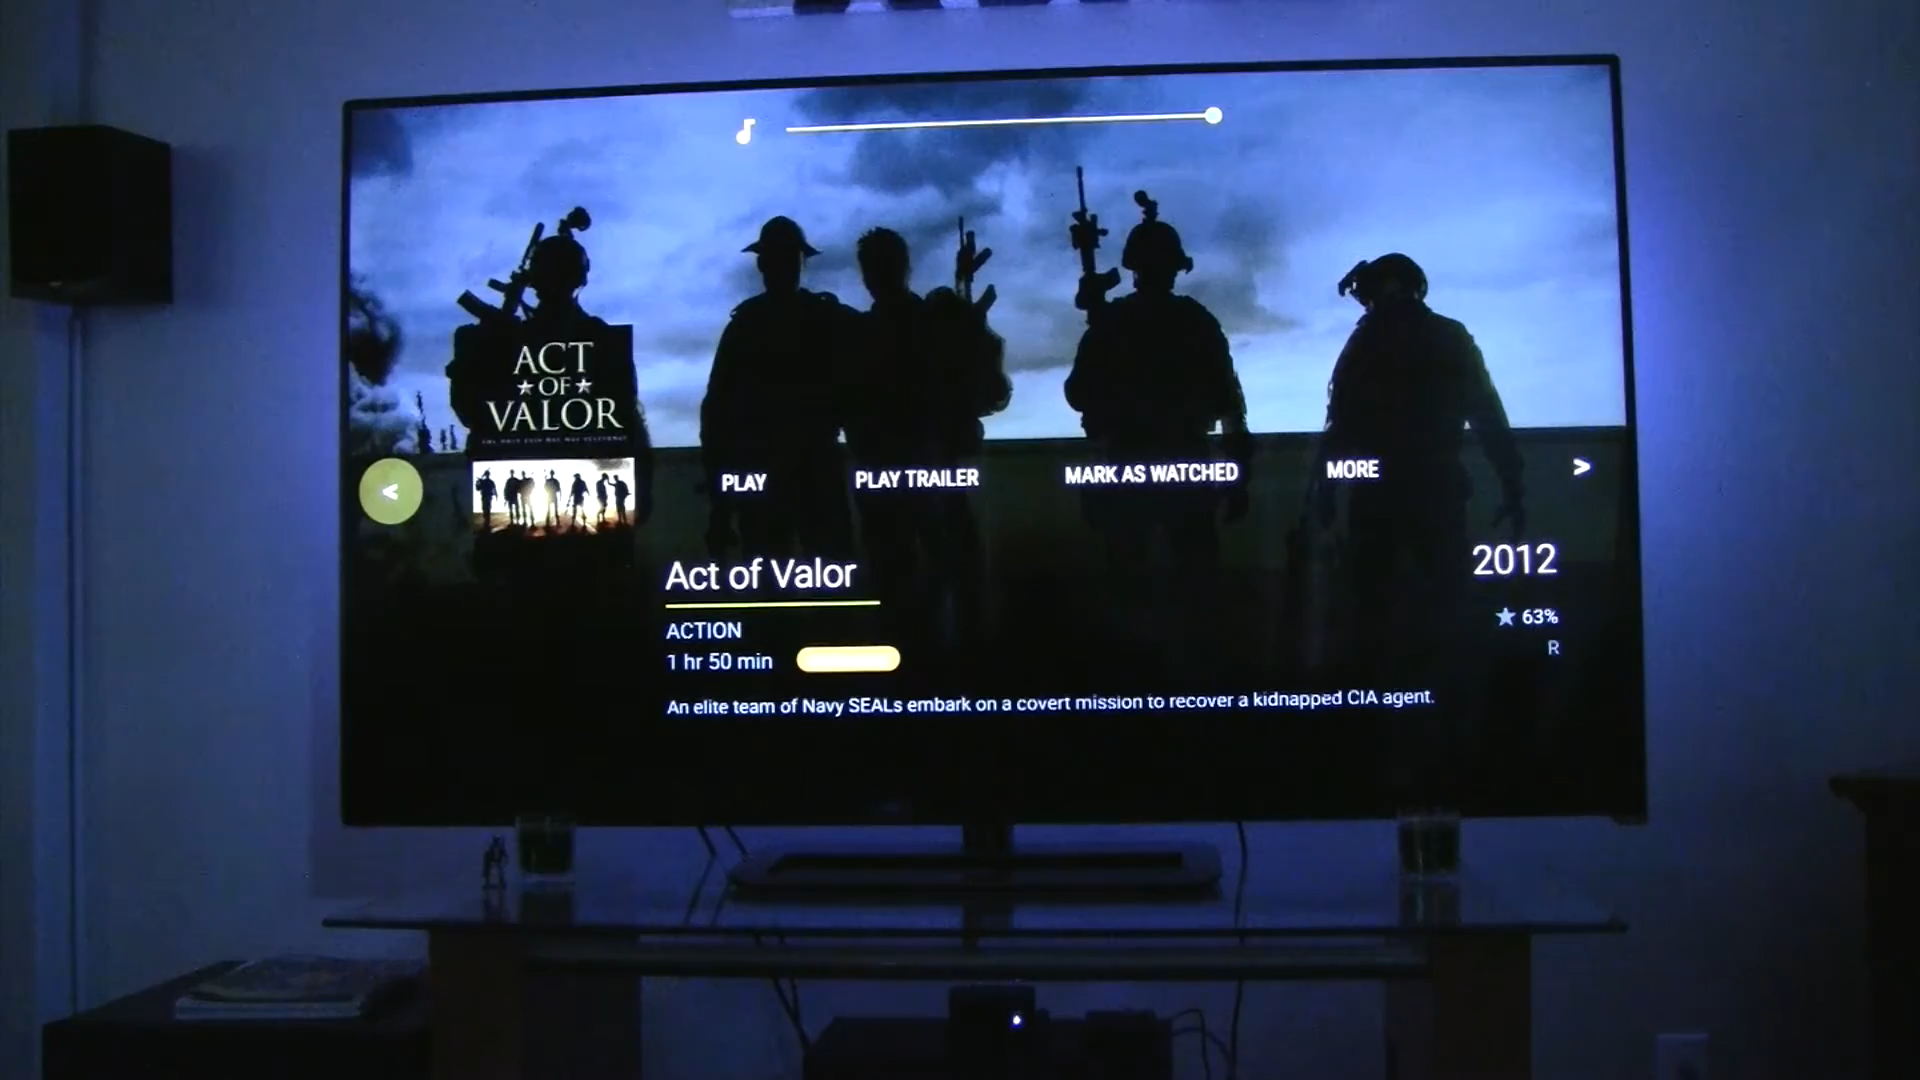 ACT
★OF★
VALOR
<
PLAY
PLAY TRAILER
MARK AS WATCHED
MORE
>
Act of Valor
2012
ACTION
★ 63%
1 hr 50 min
R
An elite team of Navy SEALs embark on a covert mission to recover a kidnapped CIA agent.